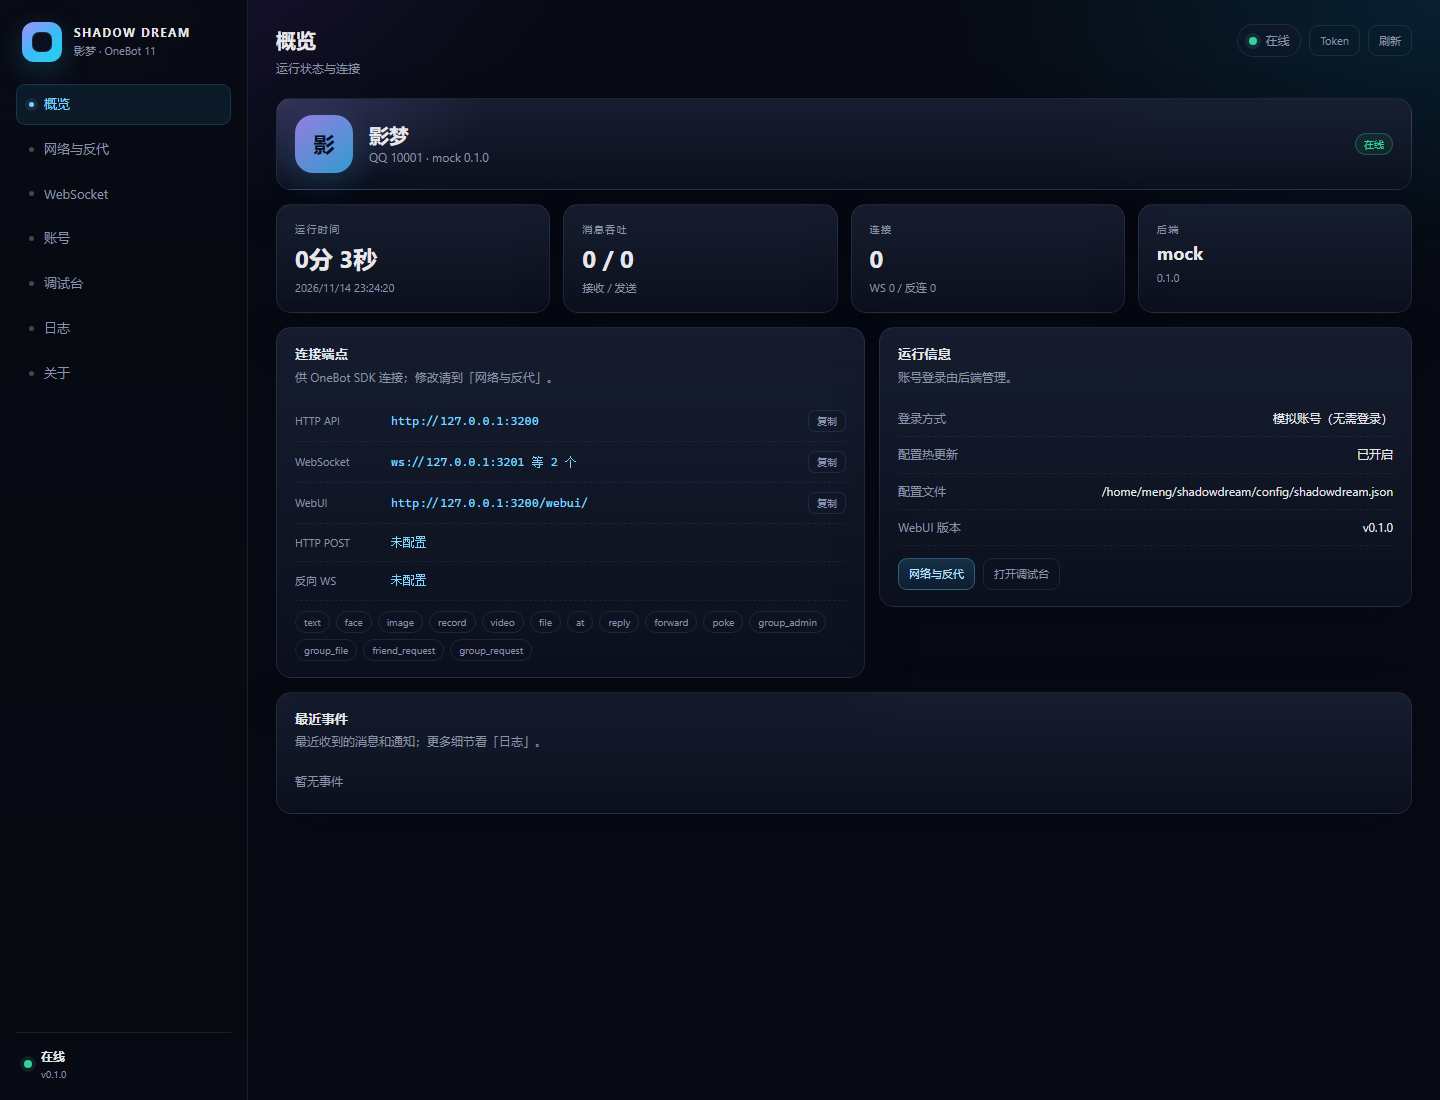 SHADOW DREAM
影梦 · OneBot 11
概览
网络与反代
WebSocket
账号
调试台
日志
关于
在线
v0.1.0
概览
运行状态与连接
在线
Token
刷新
影
影梦
QQ 10001 · mock 0.1.0
在线
运行时间
0分 3秒
2026/11/14 23:24:20
消息吞吐
0 / 0
接收 / 发送
连接
0
WS 0 / 反连 0
后端
mock
0.1.0
连接端点
供 OneBot SDK 连接；修改请到「网络与反代」。
HTTP API http://127.0.0.1:3200 复制
WebSocket ws://127.0.0.1:3201 等 2 个 复制
WebUI http://127.0.0.1:3200/webui/ 复制
HTTP POST 未配置
反向 WS 未配置
text face image record video file at reply forward poke group_admin
group_file friend_request group_request
运行信息
账号登录由后端管理。
登录方式 模拟账号（无需登录）
配置热更新 已开启
配置文件 /home/meng/shadowdream/config/shadowdream.json
WebUI 版本 v0.1.0
网络与反代 打开调试台
最近事件
最近收到的消息和通知；更多细节看「日志」。
暂无事件